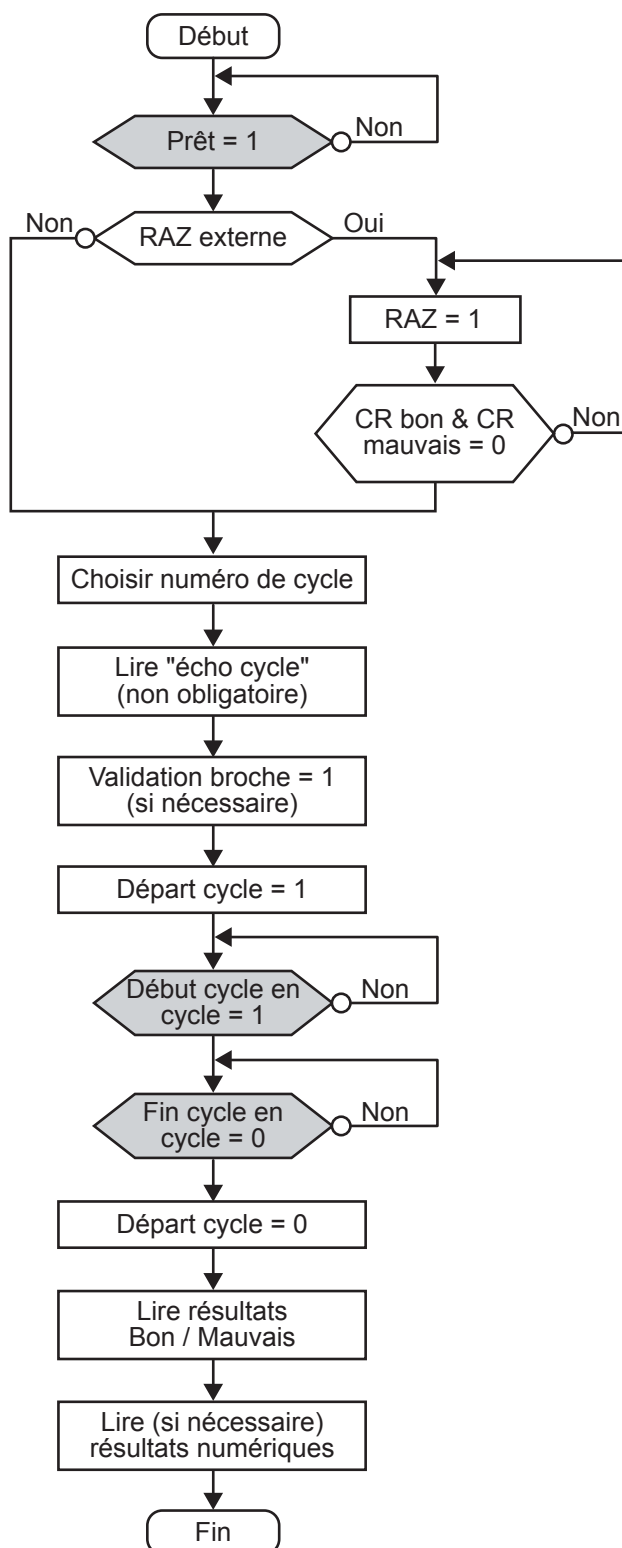 Début
Non
Prêt = 1
Non
Oui
RAZ externe
RAZ = 1
CR bon & CR
mauvais = 0
Non
Choisir numéro de cycle
Lire "écho cycle"
(non obligatoire)
Validation broche = 1
(si nécessaire)
Départ cycle = 1
Début cycle en
cycle = 1
Non
Fin cycle en
cycle = 0
Non
Départ cycle = 0
Lire résultats
Bon / Mauvais
Lire (si nécessaire)
résultats numériques
Fin